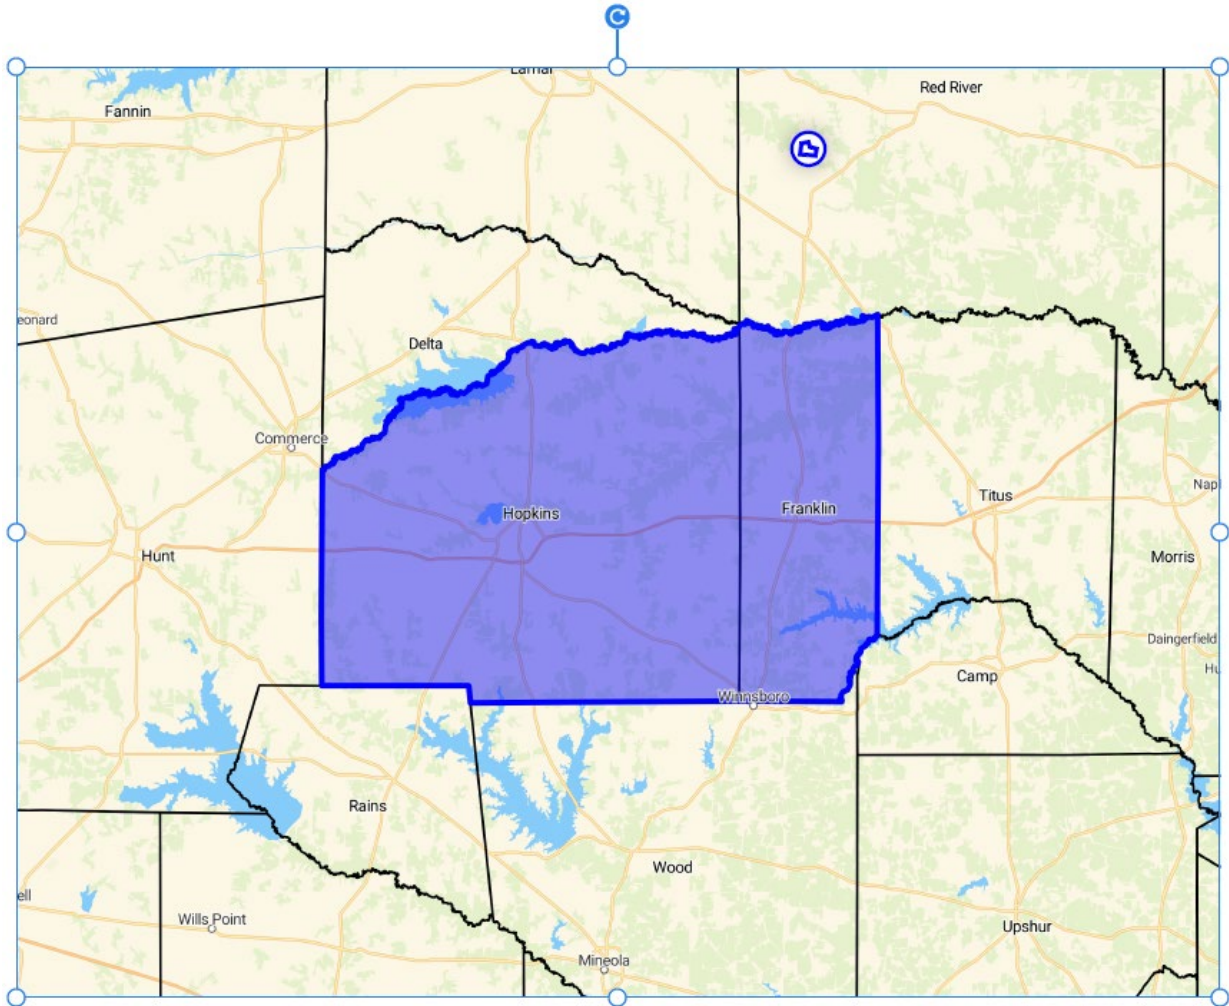 Lamar
Red River
Fannin
eonard
Delta
Commerce
Hopkins
Franklin
Titus
Napl
Hunt
Morris
Daingerfield
Hu
Camp
Winnsboro
Rains
Wood
ell
Wills Point
Upshur
Mineola